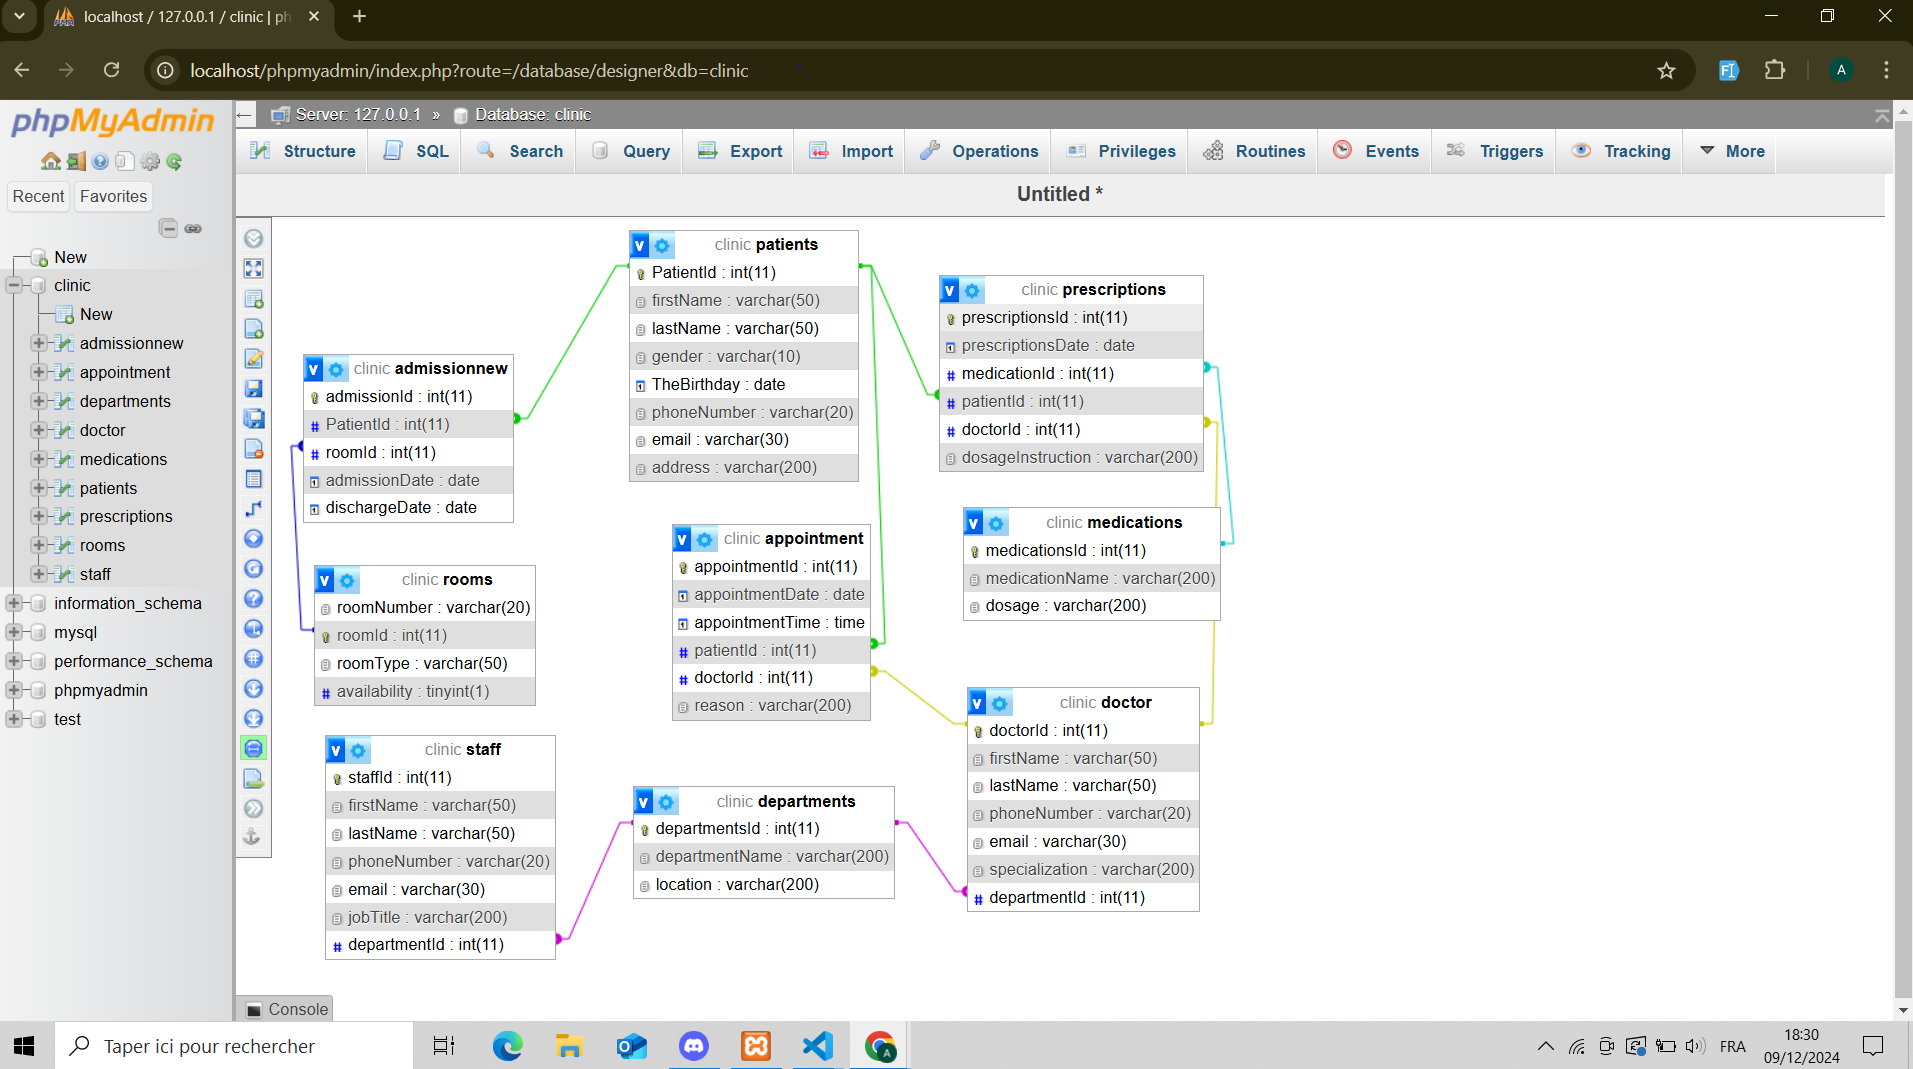 localhost / 127.0.0.1 / clinic | ph
localhost/phpmyadmin/index.php?route=/database/designer&db=clinic
A
phpMyAdmin
Recent
Favorites
New
clinic
New
admissionnew
appointment
departments
doctor
medications
patients
prescriptions
rooms
staff
information_schema
mysql
performance_schema
phpmyadmin
test
Server: 127.0.0.1 » Database: clinic
Structure
SQL
Search
Query
Export
Import
Operations
Privileges
Routines
Events
Triggers
Tracking
More
Untitled *
v clinic patients
PatientId : int(11)
firstName : varchar(50)
lastName : varchar(50)
gender : varchar(10)
TheBirthday : date
phoneNumber : varchar(20)
email : varchar(30)
address : varchar(200)
v clinic prescriptions
prescriptionsId : int(11)
prescriptionsDate : date
# medicationId : int(11)
# patientId : int(11)
# doctorId : int(11)
dosageInstruction : varchar(200)
v clinic admissionnew
admissionId : int(11)
# PatientId : int(11)
# roomId : int(11)
admissionDate : date
dischargeDate : date
v clinic medications
medicationsId : int(11)
medicationName : varchar(200)
dosage : varchar(200)
v clinic appointment
appointmentId : int(11)
appointmentDate : date
appointmentTime : time
# patientId : int(11)
# doctorId : int(11)
reason : varchar(200)
v clinic rooms
roomNumber : varchar(20)
roomId : int(11)
roomType : varchar(50)
# availability : tinyint(1)
v clinic doctor
doctorId : int(11)
firstName : varchar(50)
lastName : varchar(50)
phoneNumber : varchar(20)
email : varchar(30)
specialization : varchar(200)
# departmentId : int(11)
v clinic staff
staffId : int(11)
firstName : varchar(50)
lastName : varchar(50)
phoneNumber : varchar(20)
email : varchar(30)
jobTitle : varchar(200)
# departmentId : int(11)
v clinic departments
departmentsId : int(11)
departmentName : varchar(200)
location : varchar(200)
Console
Taper ici pour rechercher
FRA
18:30
09/12/2024